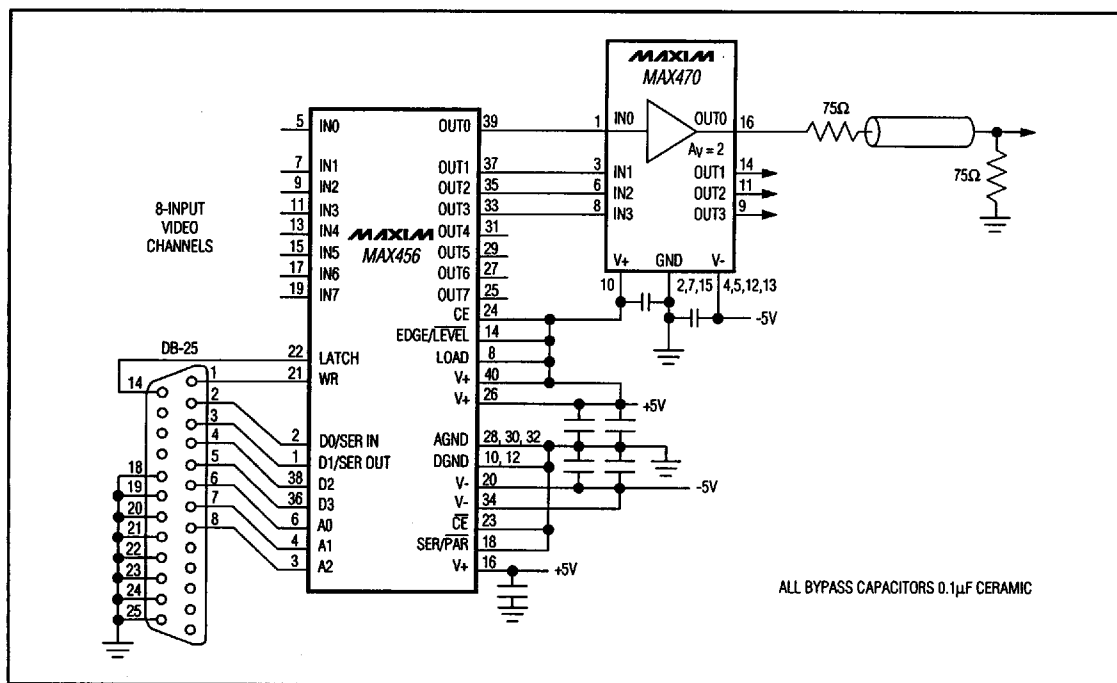 MAXIM
MAX470
IN0
OUT0
1
16
AV = 2
IN1
OUT1
3
14
IN2
OUT2
6
11
IN3
OUT3
8
9
V+
GND
V-
10
2,7,15
4,5,12,13
-5V
75Ω
75Ω
8-INPUT
VIDEO
CHANNELS
MAXIM
MAX456
5 IN0
7 IN1
9 IN2
11 IN3
13 IN4
15 IN5
17 IN6
19 IN7
22 LATCH
21 WR
2 D0/SER IN
1 D1/SER OUT
38 D2
36 D3
6 A0
4 A1
3 A2
OUT0 39
OUT1 37
OUT2 35
OUT3 33
OUT4 31
OUT5 29
OUT6 27
OUT7 25
CE 24
EDGE/LEVEL 14
LOAD 8
V+ 40
V+ 26
+5V
AGND 28, 30, 32
DGND 10, 12
V- 20
-5V
V- 34
CE 23
SER/PAR 18
V+ 16
+5V
DB-25
14
1
2
3
4
5
6
7
8
18
19
20
21
22
23
24
25
ALL BYPASS CAPACITORS 0.1µF CERAMIC